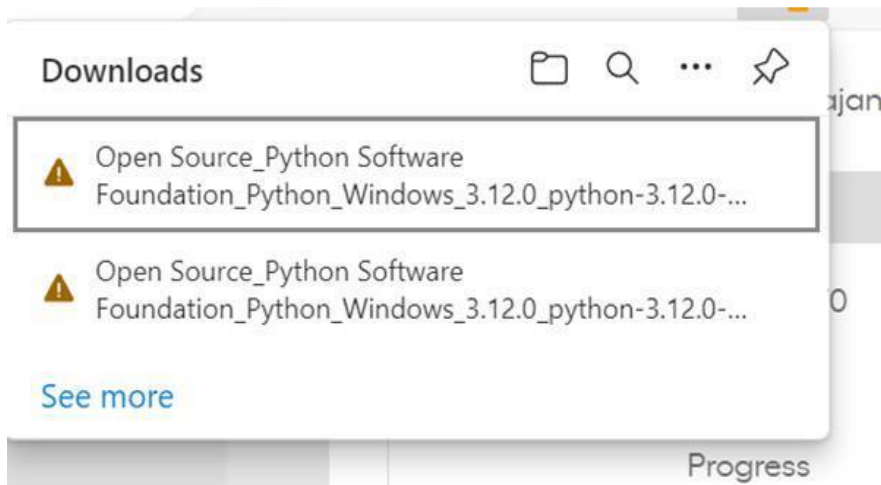 Downloads
Open Source_Python Software
Foundation_Python_Windows_3.12.0_python-3.12.0-...
Open Source_Python Software
Foundation_Python_Windows_3.12.0_python-3.12.0-...
See more
Progress